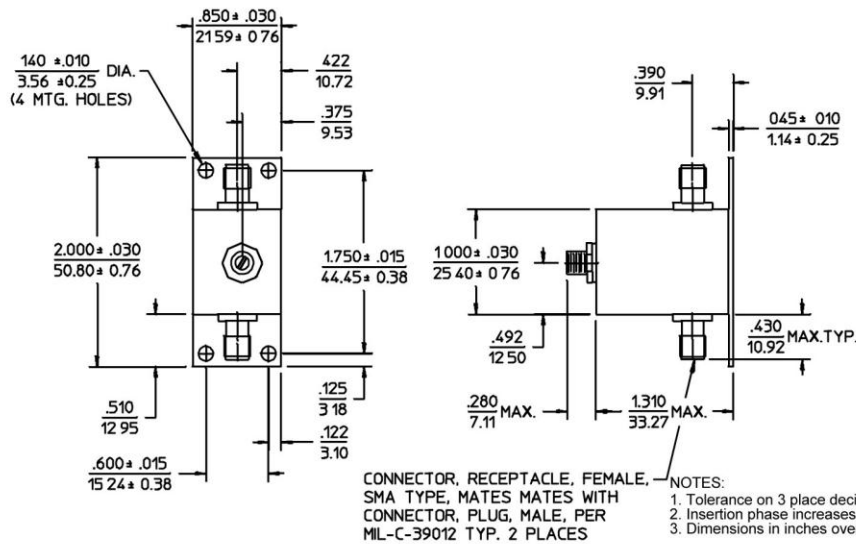 .850± .030
2159± 0 76
140 ±.010
3.56 ±0.25 DIA.
(4 MTG. HOLES)
.422
10.72
.375
9.53
2.000± .030
50.80± 0.76
1.750± .015
44.45± 0.38
.510
12 95
.125
3 18
.122
3.10
.600± .015
15 24± 0.38
.390
9.91
045± 010
1.14± 0.25
1000± .030
25 40± 0 76
.492
12 50
.430
10.92 MAX.TYP.
.280
7.11 MAX.
1.310
33.27 MAX.
CONNECTOR, RECEPTACLE, FEMALE,
SMA TYPE, MATES MATES WITH
CONNECTOR, PLUG, MALE, PER
MIL-C-39012 TYP. 2 PLACES
NOTES:
1. Tolerance on 3 place deci
2. Insertion phase increases
3. Dimensions in inches ove